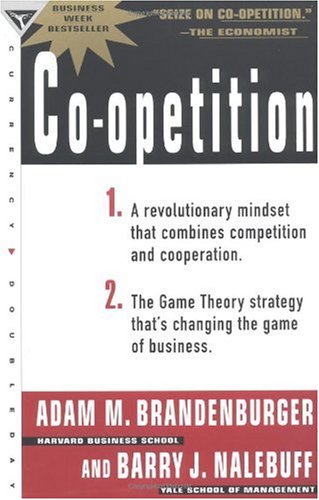 BUSINESS
WEEK
BESTSELLER
"SEIZE ON CO-OPETITION."
—THE ECONOMIST
Co-opetition
1. A revolutionary mindset
that combines competition
and cooperation.
2. The Game Theory strategy
that's changing the game
of business.
ADAM M. BRANDENBURGER
HARVARD BUSINESS SCHOOL
AND BARRY J. NALEBUFF
YALE SCHOOL OF MANAGEMENT
CURRENCY
DOUBLEDAY